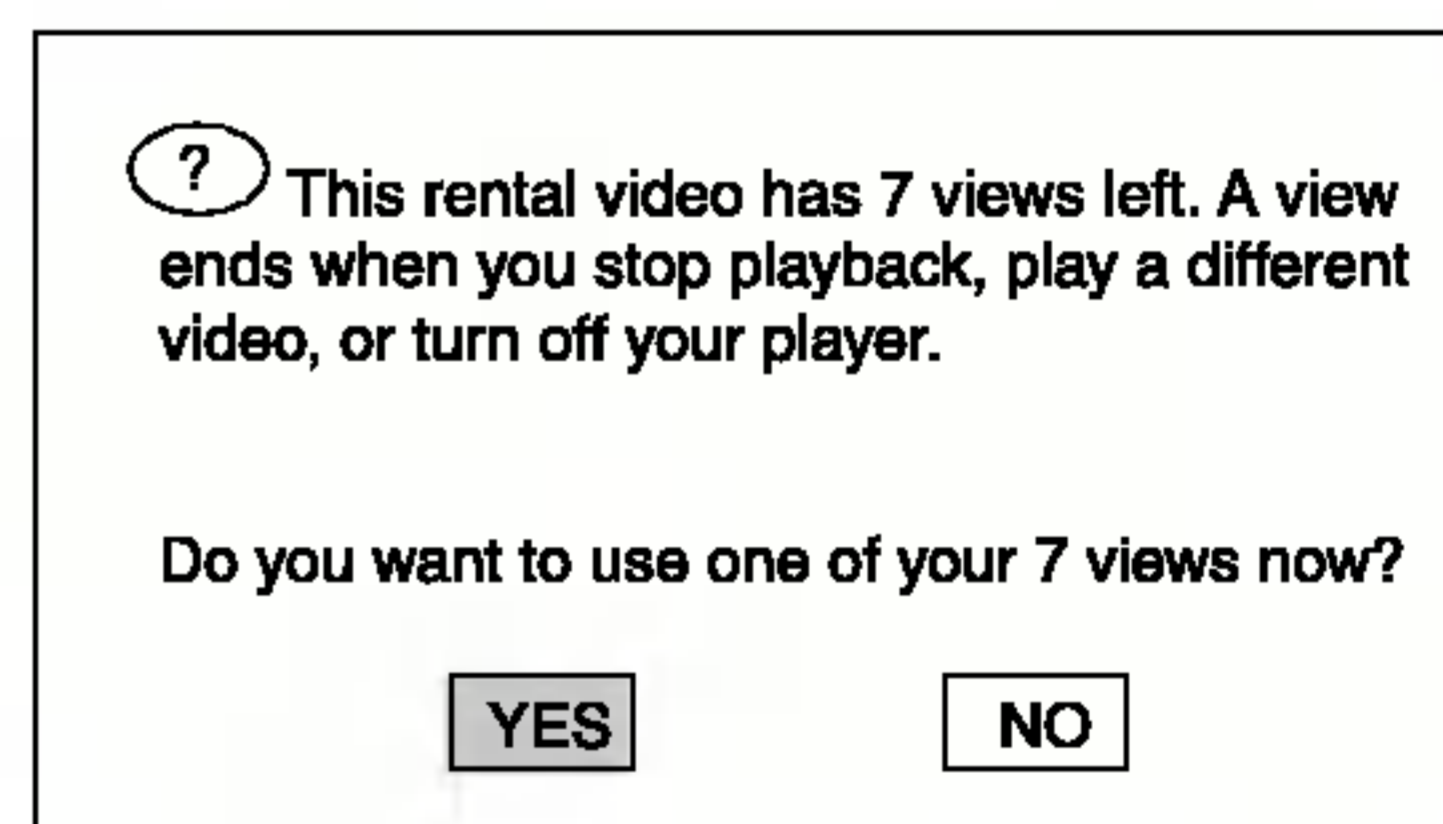 ? This rental video has 7 views left. A view
ends when you stop playback, play a different
video, or turn off your player.
Do you want to use one of your 7 views now?
YES NO